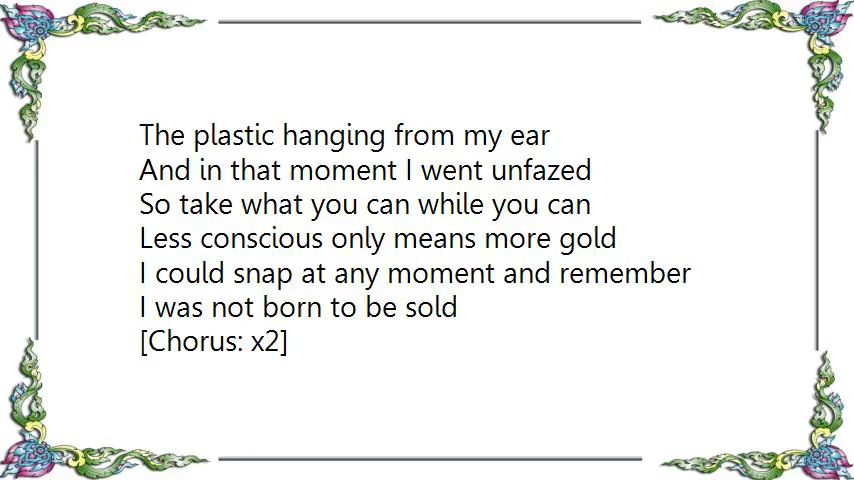 The plastic hanging from my ear
And in that moment I went unfazed
So take what you can while you can
Less conscious only means more gold
I could snap at any moment and remember
I was not born to be sold
[Chorus: x2]